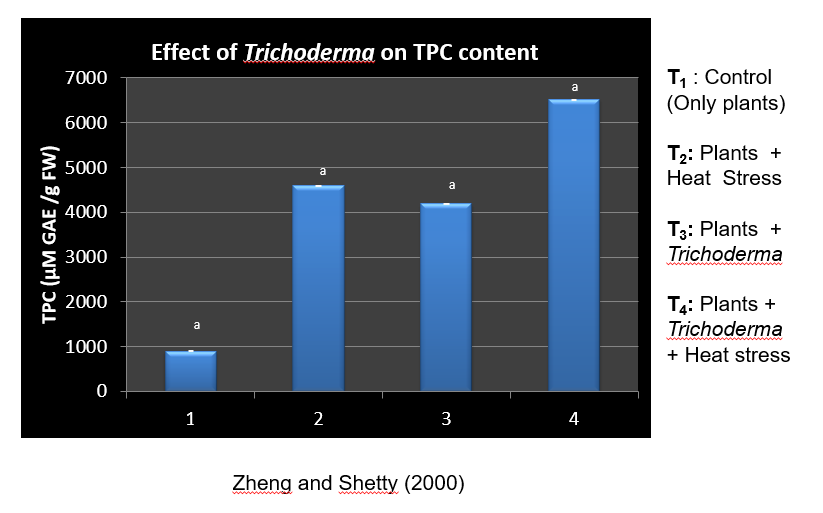 Effect of Trichoderma on TPC content
TPC (µM GAE /g FW)
7000
6000
5000
4000
3000
2000
1000
0
a
a
a
a
1
2
3
4
T1 : Control
(Only plants)
T2: Plants +
Heat Stress
T3: Plants +
Trichoderma
T4: Plants +
Trichoderma
+ Heat stress
Zheng and Shetty (2000)